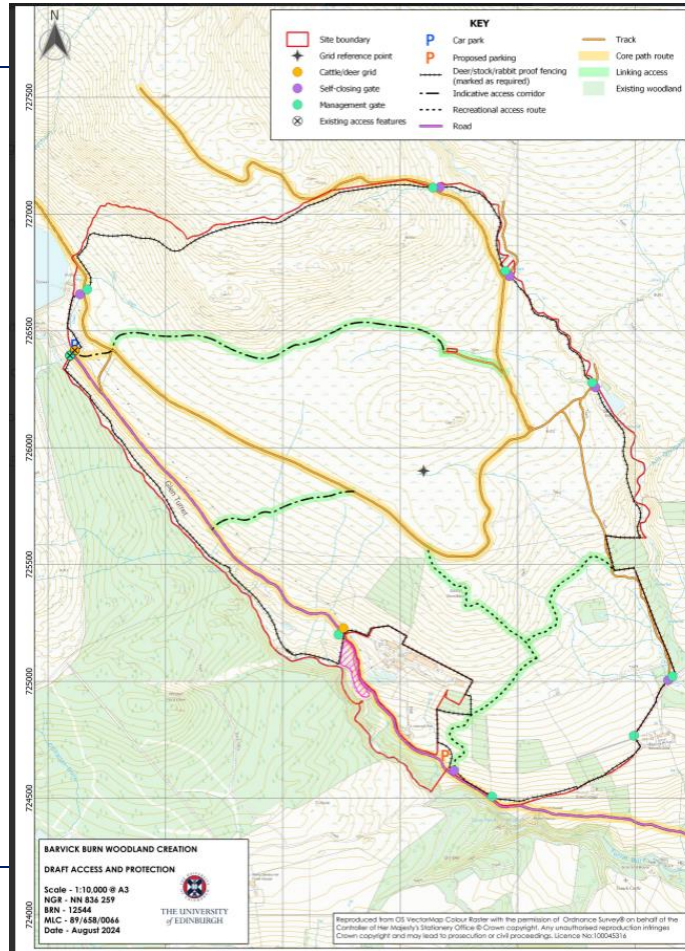 N
KEY
Site boundary
Grid reference point
Cattle/deer grid
Self-closing gate
Management gate
Existing access features
P Car park
P Proposed parking
Deer/stock/rabbit proof fencing
(marked as required)
Indicative access corridor
Recreational access route
Road
Track
Core path route
Linking access
Existing woodland
727500
727000
726500
726000
725500
725000
724500
724000
Glen Turret
P
BARVICK BURN WOODLAND CREATION
DRAFT ACCESS AND PROTECTION
Scale - 1:10,000 @ A3
NGR - NN 836 259
BRN - 12544
MLC - 89/658/0066
Date - August 2024
THE UNIVERSITY
of EDINBURGH
Reproduced from OS VectorMap Colour Raster with the permission of Ordnance Survey® on behalf of the
Controller of Her Majesty's Stationery Office © Crown copyright. Any unauthorised reproduction infringes
Crown copyright and may lead to prosecution or civil proceedings. Licence No:100045316